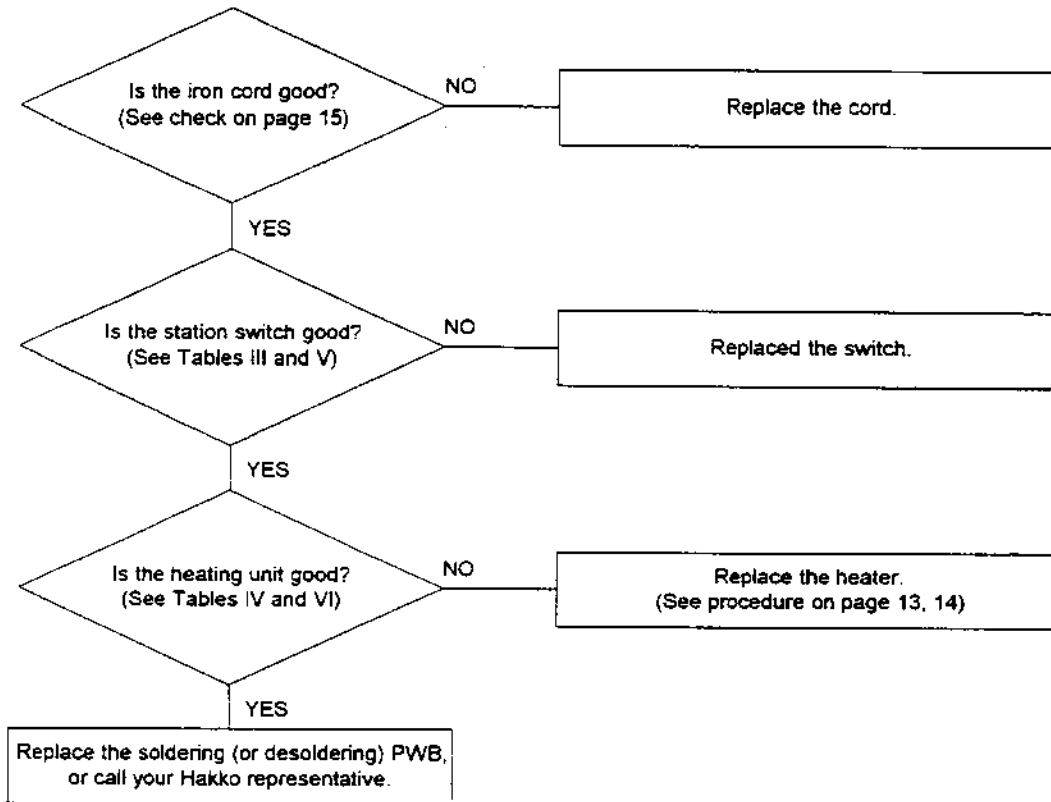 Is the iron cord good?
(See check on page 15)
NO
Replace the cord.
YES
Is the station switch good?
(See Tables III and V)
NO
Replaced the switch.
YES
Is the heating unit good?
(See Tables IV and VI)
NO
Replace the heater.
(See procedure on page 13, 14)
YES
Replace the soldering (or desoldering) PWB,
or call your Hakko representative.